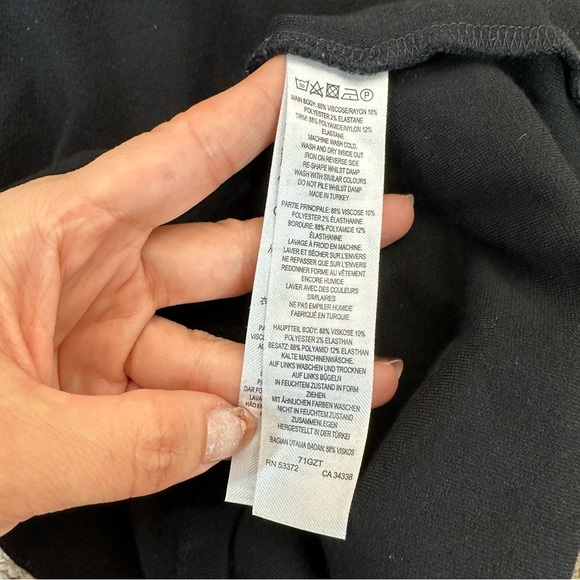 MAIN BODY: 88% VISCOSE/RAYON 10%
POLYESTER 2% ELASTANE
TRIM: 88% POLYAMIDE/NYLON 12%
ELASTANE
MACHINE WASH COLD.
WASH AND DRY INSIDE OUT
IRON ON REVERSE SIDE
RE-SHAPE WHILST DAMP
WASH WITH SIMILAR COLOURS
DO NOT PILE WHILST DAMP
MADE IN TURKEY
PARTIE PRINCIPALE: 88% VISCOSE 10%
POLYESTER 2% ÉLASTHANNE
BORDURE: 88% POLYAMIDE 12%
ÉLASTHANNE
LAVAGE À FROID EN MACHINE.
LAVER ET SÉCHER SUR L'ENVERS
NE REPASSER QUE SUR L'ENVERS
REDONNER FORME AU VÊTEMENT
ENCORE HUMIDE
LAVER AVEC DES COULEURS
SIMILAIRES
NE PAS EMPILER HUMIDE
FABRIQUÉ EN TURQUIE
HAUPTTEIL BODY: 88% VISKOSE 10%
POLYESTER 2% ELASTHAN
BESATZ: 88% POLYAMID 12% ELASTHAN
KALTE MASCHINENWÄSCHE.
AUF LINKS WASCHEN UND TROCKNEN
AUF LINKS BÜGELN
IN FEUCHTEM ZUSTAND IN FORM
ZIEHEN
MIT ÄHNLICHEN FARBEN WASCHEN
NICHT IN FEUCHTEM ZUSTAND
ZUSAMMENLEGEN
HERGESTELLT IN DER TÜRKEI
BAGIAN UTAMA BADAN: 88% VISKOS
71GZT
RN 53372 CA 34336